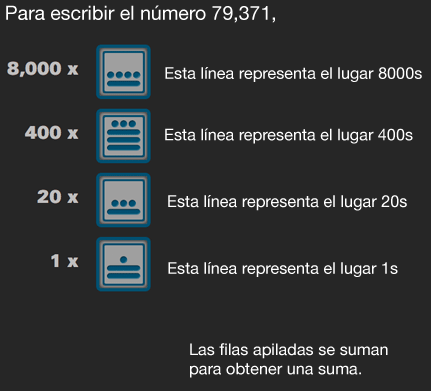 Para escribir el número 79,371,
8,000 x Esta línea representa el lugar 8000s
400 x Esta línea representa el lugar 400s
20 x Esta línea representa el lugar 20s
1 x Esta línea representa el lugar 1s
Las filas apiladas se suman
para obtener una suma.